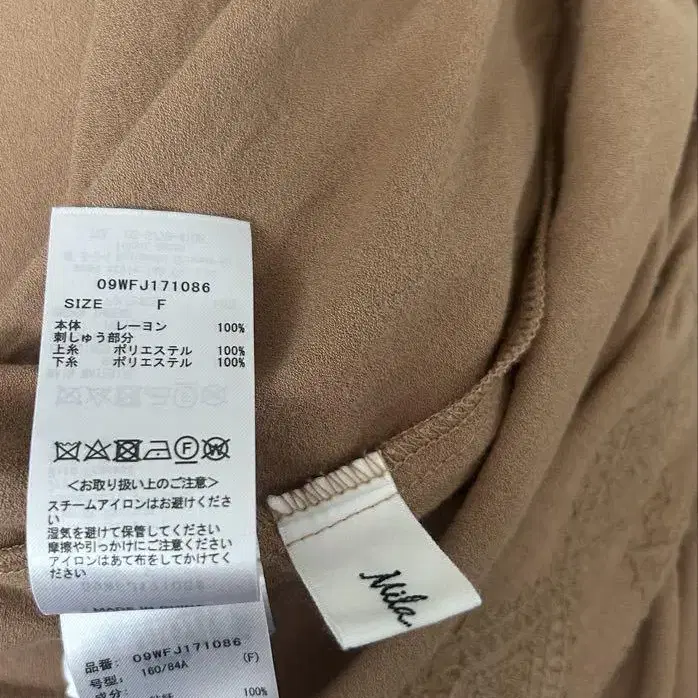 09WFJ171086
SIZE F
本体 レーヨン 100%
刺しゅう部分
上糸 ポリエステル 100%
下糸 ポリエステル 100%
F W
<お取り扱い上のご注意>
スチームアイロンはお避けくださ
い
湿気を避けて保管してください
摩擦や引っかけにご注意ください
アイロンはあて布をしてかけてく
ださい
Mila
品番: 09WFJ171086
号型: 160/84A (F)
成分: 100%